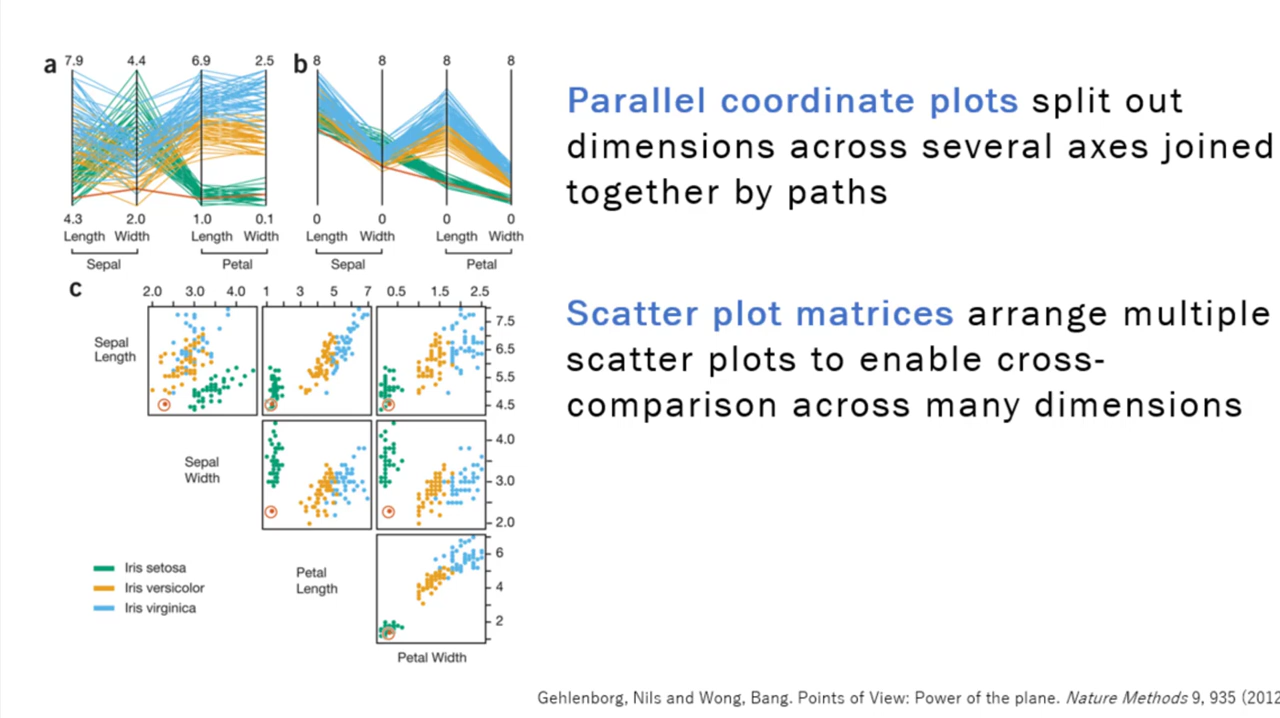 a 7.9 4.4 6.9 2.5
4.3 2.0 1.0 0.1
Length Width Length Width
Sepal Petal
b 8 8 8 8
0 0 0 0
Length Width Length Width
Sepal Petal
Parallel coordinate plots split out
dimensions across several axes joined
together by paths
c 2.0 3.0 4.0 1 3 5 7 0.5 1.5 2.5
Sepal
Length
7.5
6.5
5.5
4.5
Sepal
Width
4.0
3.0
2.0
Petal
Length
6
4
2
Petal Width
Iris setosa
Iris versicolor
Iris virginica
Scatter plot matrices arrange multiple
scatter plots to enable cross-
comparison across many dimensions
Gehlenborg, Nils and Wong, Bang. Points of View: Power of the plane. Nature Methods 9, 935 (2012